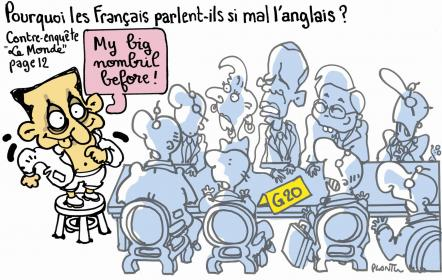 Pourquoi les Français parlent-ils si mal l'anglais ?
Contre-enquête
"Le Monde"
page 12
My big
nombril
before !
G20
PLANTU